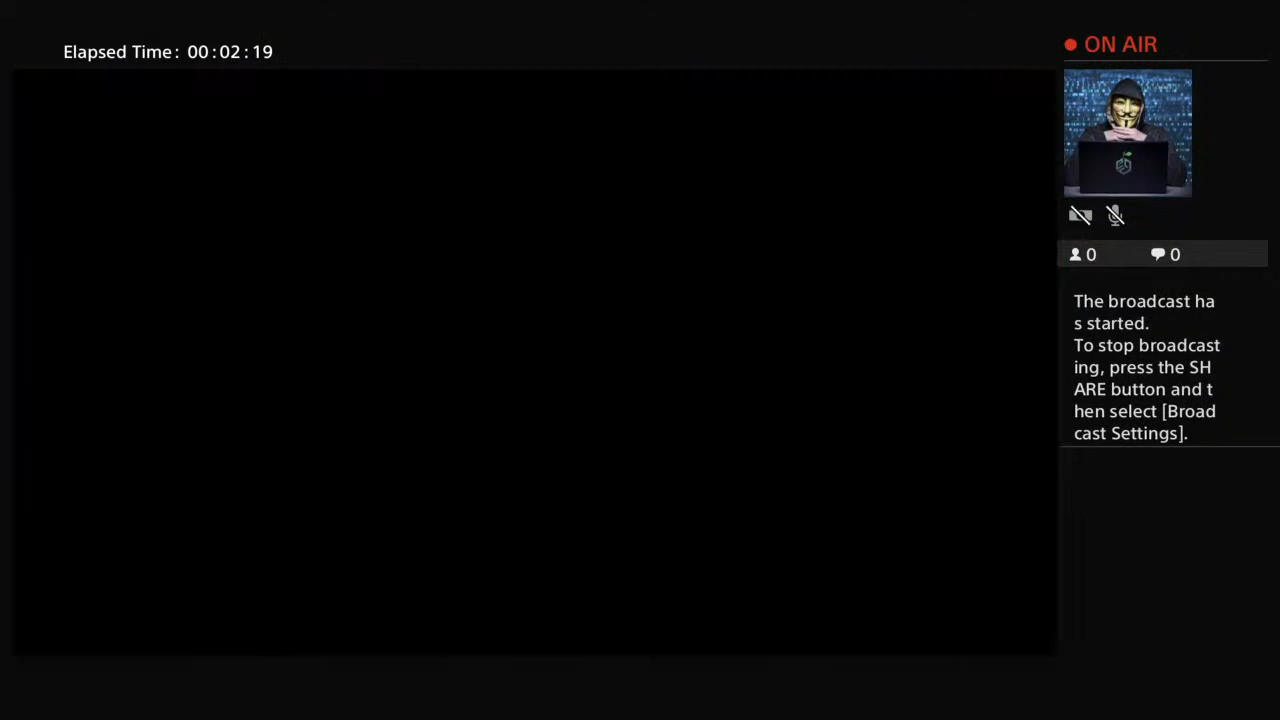 Elapsed Time: 00:02:19
ON AIR
0 0
The broadcast ha
s started.
To stop broadcast
ing, press the SH
ARE button and t
hen select [Broad
cast Settings].